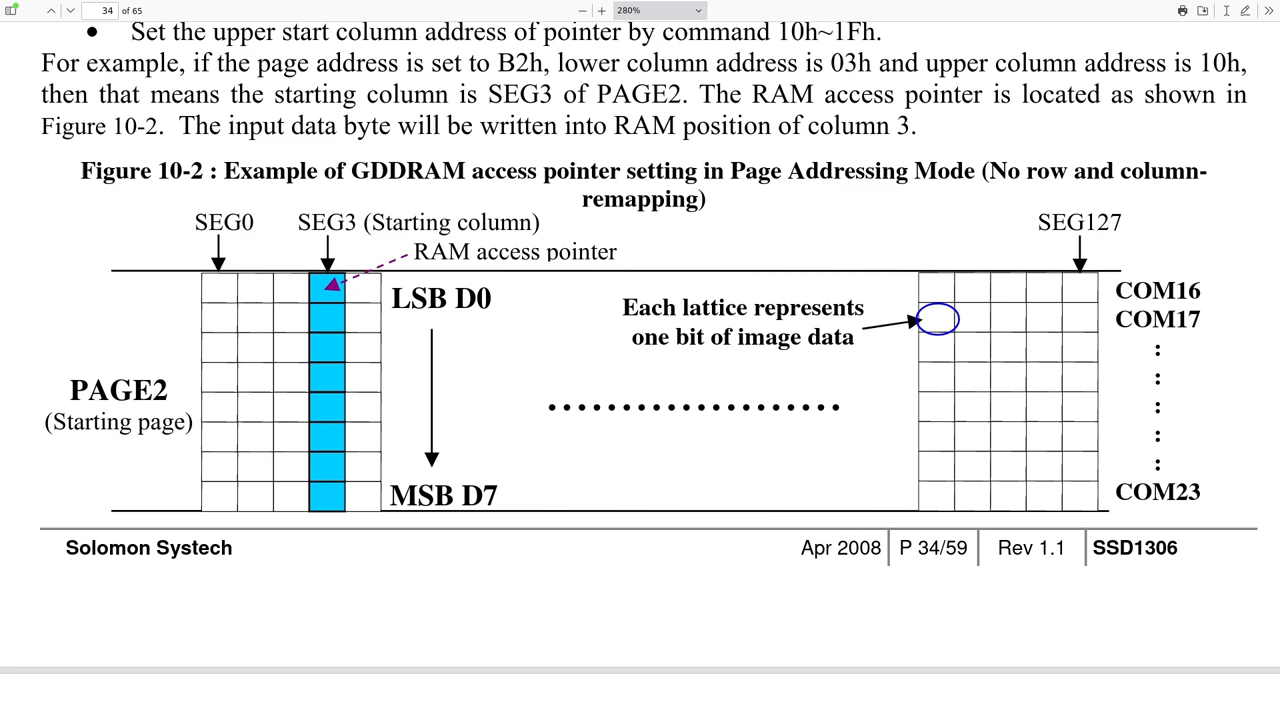 34 of 65
280%
• Set the upper start column address of pointer by command 10h~1Fh.
For example, if the page address is set to B2h, lower column address is 03h and upper column address is 10h,
then that means the starting column is SEG3 of PAGE2. The RAM access pointer is located as shown in
Figure 10-2. The input data byte will be written into RAM position of column 3.
Figure 10-2 : Example of GDDRAM access pointer setting in Page Addressing Mode (No row and column-
remapping)
SEG0 SEG3 (Starting column) SEG127
RAM access pointer
LSB D0
Each lattice represents
one bit of image data
COM16
COM17
:
:
:
:
:
PAGE2
(Starting page)
...................
MSB D7
COM23
Solomon Systech Apr 2008 P 34/59 Rev 1.1 SSD1306